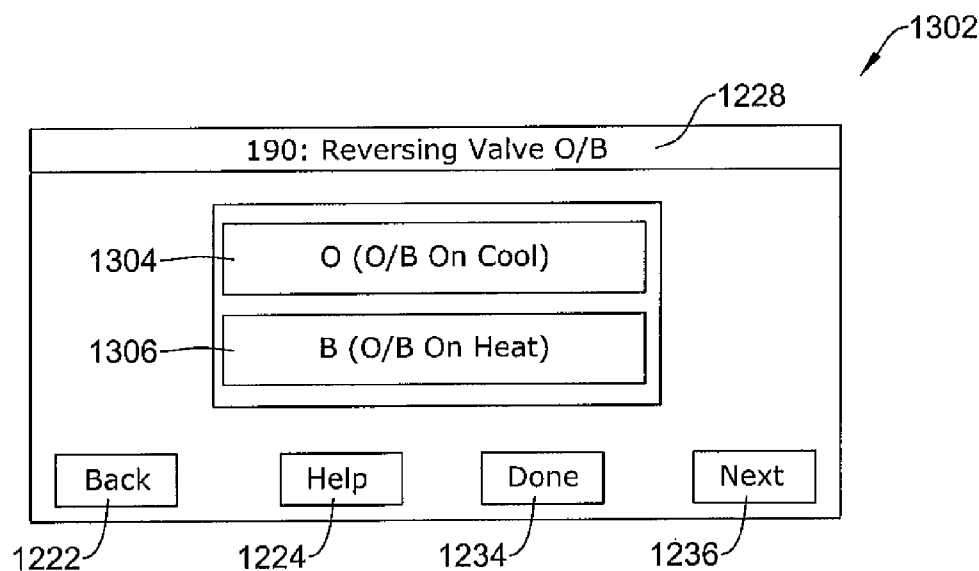 1302
1228
190: Reversing Valve O/B
1304
O (O/B On Cool)
1306
B (O/B On Heat)
Back
Help
Done
Next
1222
1224
1234
1236